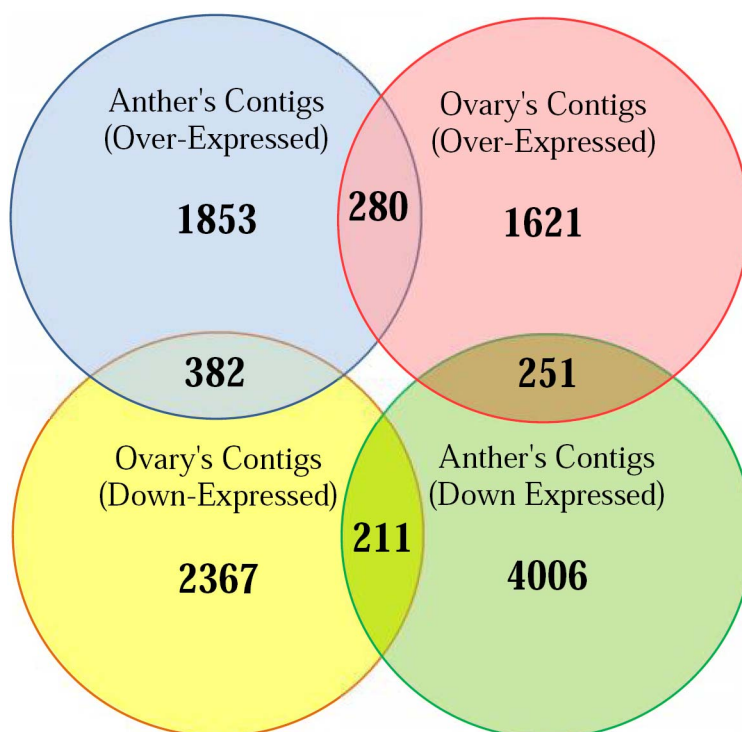 Anther's Contigs
(Over-Expressed)
1853
280
Ovary's Contigs
(Over-Expressed)
1621
382
251
Ovary's Contigs
(Down-Expressed)
2367
211
Anther's Contigs
(Down Expressed)
4006